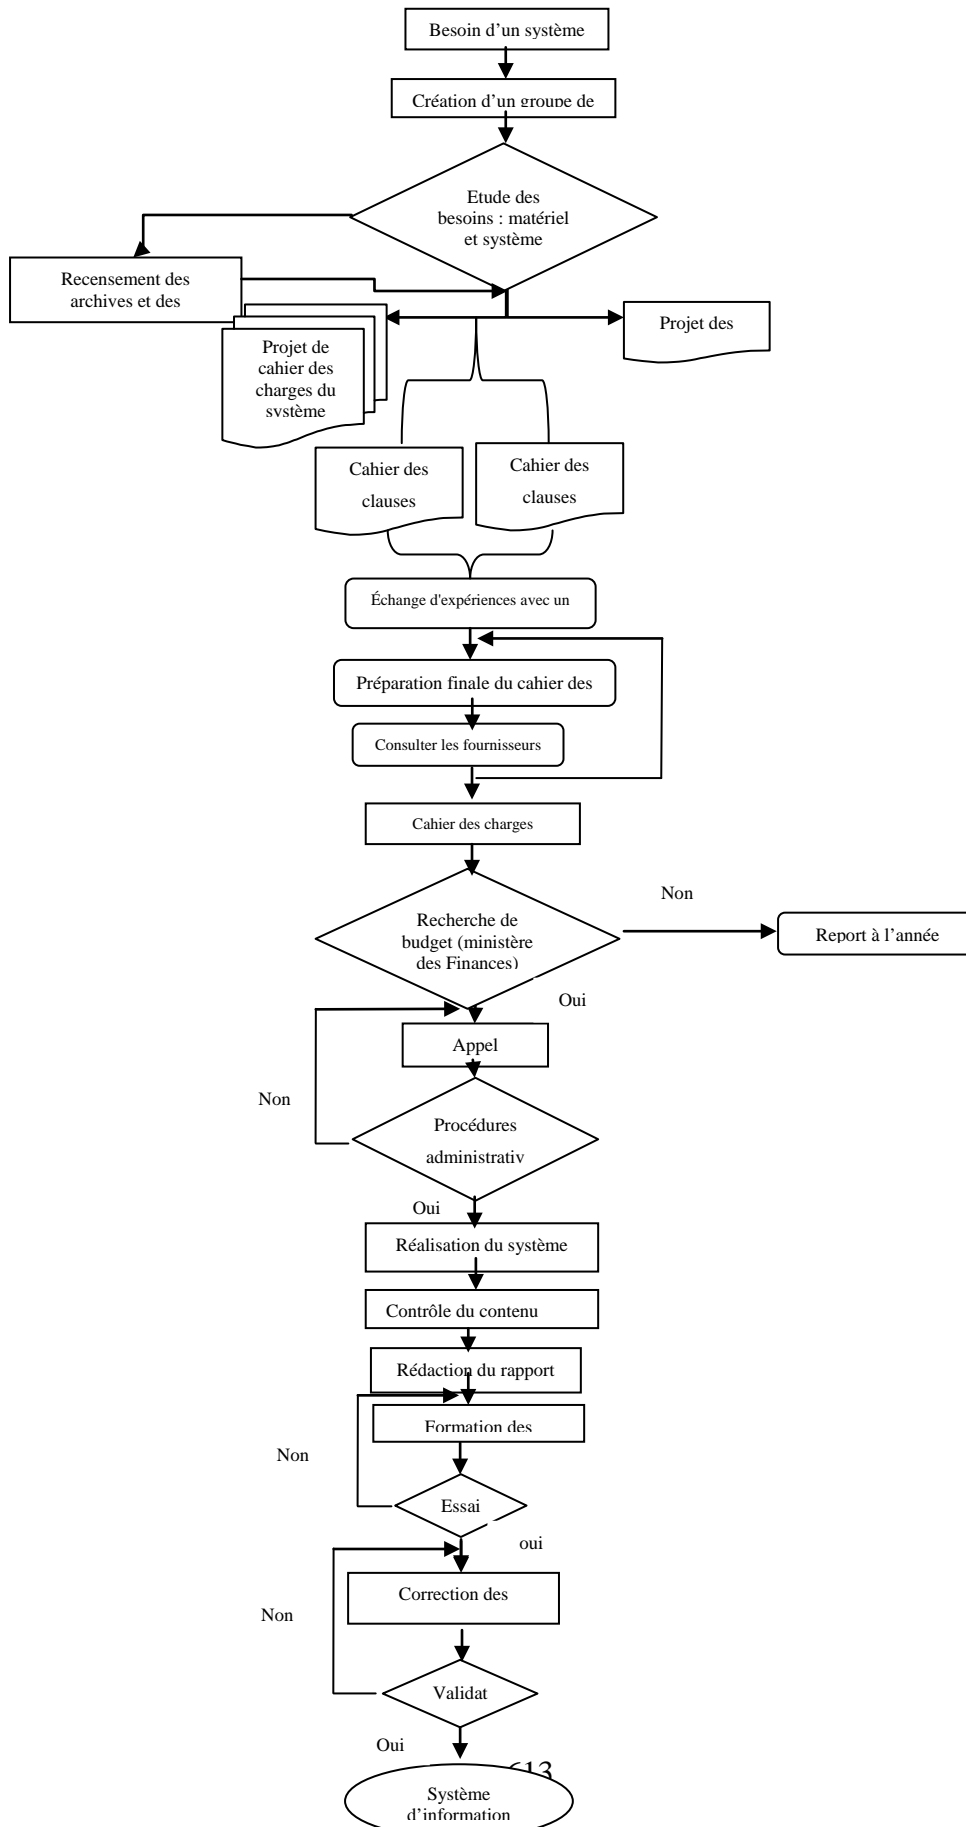 Besoin d’un système
Création d’un groupe de
Etude des
besoins : matériel
et système
Recensement des
archives et des
Projet des
Projet de
cahier des
charges du
système
Cahier des
clauses
Cahier des
clauses
Échange d'expériences avec un
Préparation finale du cahier des
Consulter les fournisseurs
Cahier des charges
Non
Recherche de
budget (ministère
des Finances)
Report à l’année
Oui
Appel
Non
Procédures
administrativ
Oui
Réalisation du système
Contrôle du contenu
Rédaction du rapport
Formation des
Non
Essai
oui
Correction des
Non
Validat
Oui
613
Système
d’information